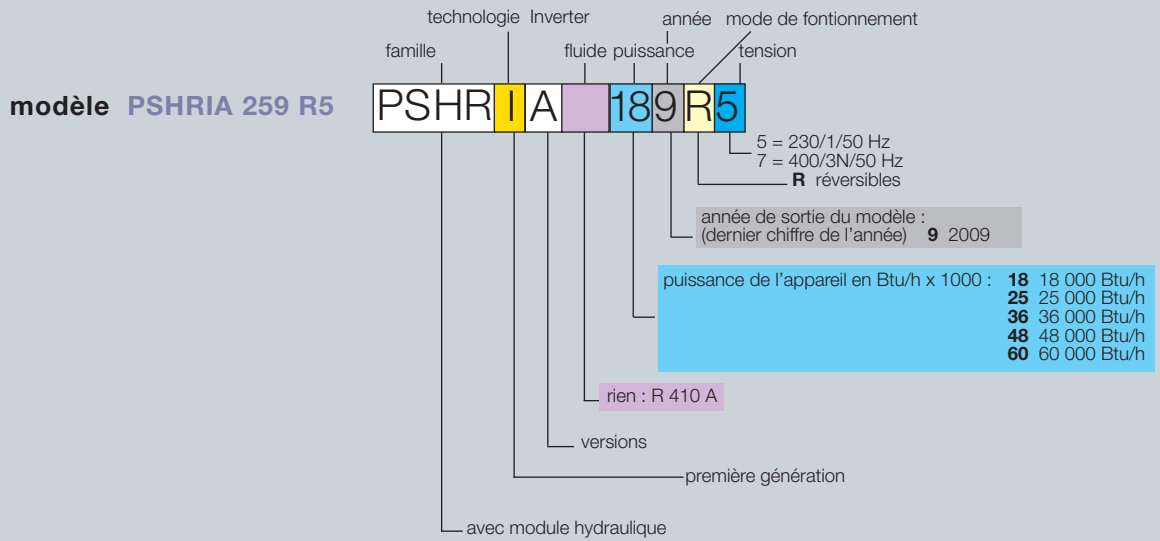 technologie Inverter année mode de fontionnement
famille fluide puissance tension
modèle PSHRIA 259 R5 PSHR I A 18 9 R 5
5 = 230/1/50 Hz
7 = 400/3N/50 Hz
R réversibles
année de sortie du modèle :
(dernier chiffre de l'année) 9 2009
puissance de l'appareil en Btu/h x 1000 : 18 18 000 Btu/h
25 25 000 Btu/h
36 36 000 Btu/h
48 48 000 Btu/h
60 60 000 Btu/h
rien : R 410 A
versions
première génération
avec module hydraulique